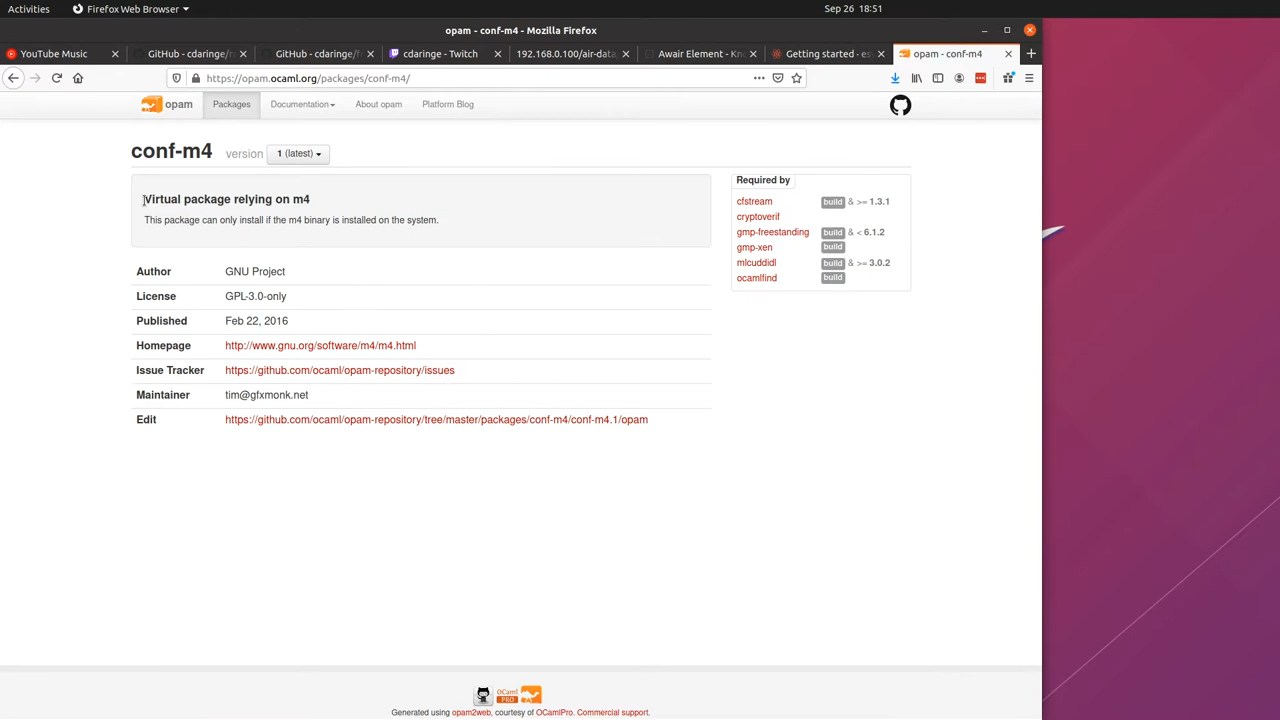 Activities Firefox Web Browser Sep 26 18:51
opam - conf-m4 - Mozilla Firefox
YouTube Music GitHub - cdaringe/m GitHub - cdaringe/f cdaringe - Twitch 192.168.0.100/air-data Awair Element - Kno Getting started · esy opam - conf-m4
https://opam.ocaml.org/packages/conf-m4/
opam Packages Documentation About opam Platform Blog
conf-m4 version 1 (latest)
Virtual package relying on m4
This package can only install if the m4 binary is installed on the system.
Author GNU Project
License GPL-3.0-only
Published Feb 22, 2016
Homepage http://www.gnu.org/software/m4/m4.html
Issue Tracker https://github.com/ocaml/opam-repository/issues
Maintainer tim@gfxmonk.net
Edit https://github.com/ocaml/opam-repository/tree/master/packages/conf-m4/conf-m4.1/opam
Required by
cfstream build & >= 1.3.1
cryptoverif
gmp-freestanding build & < 6.1.2
gmp-xen build
mlcuddidl build & >= 3.0.2
ocamlfind build
OCaml PRO
Generated using opam2web, courtesy of OCamlPro. Commercial support.